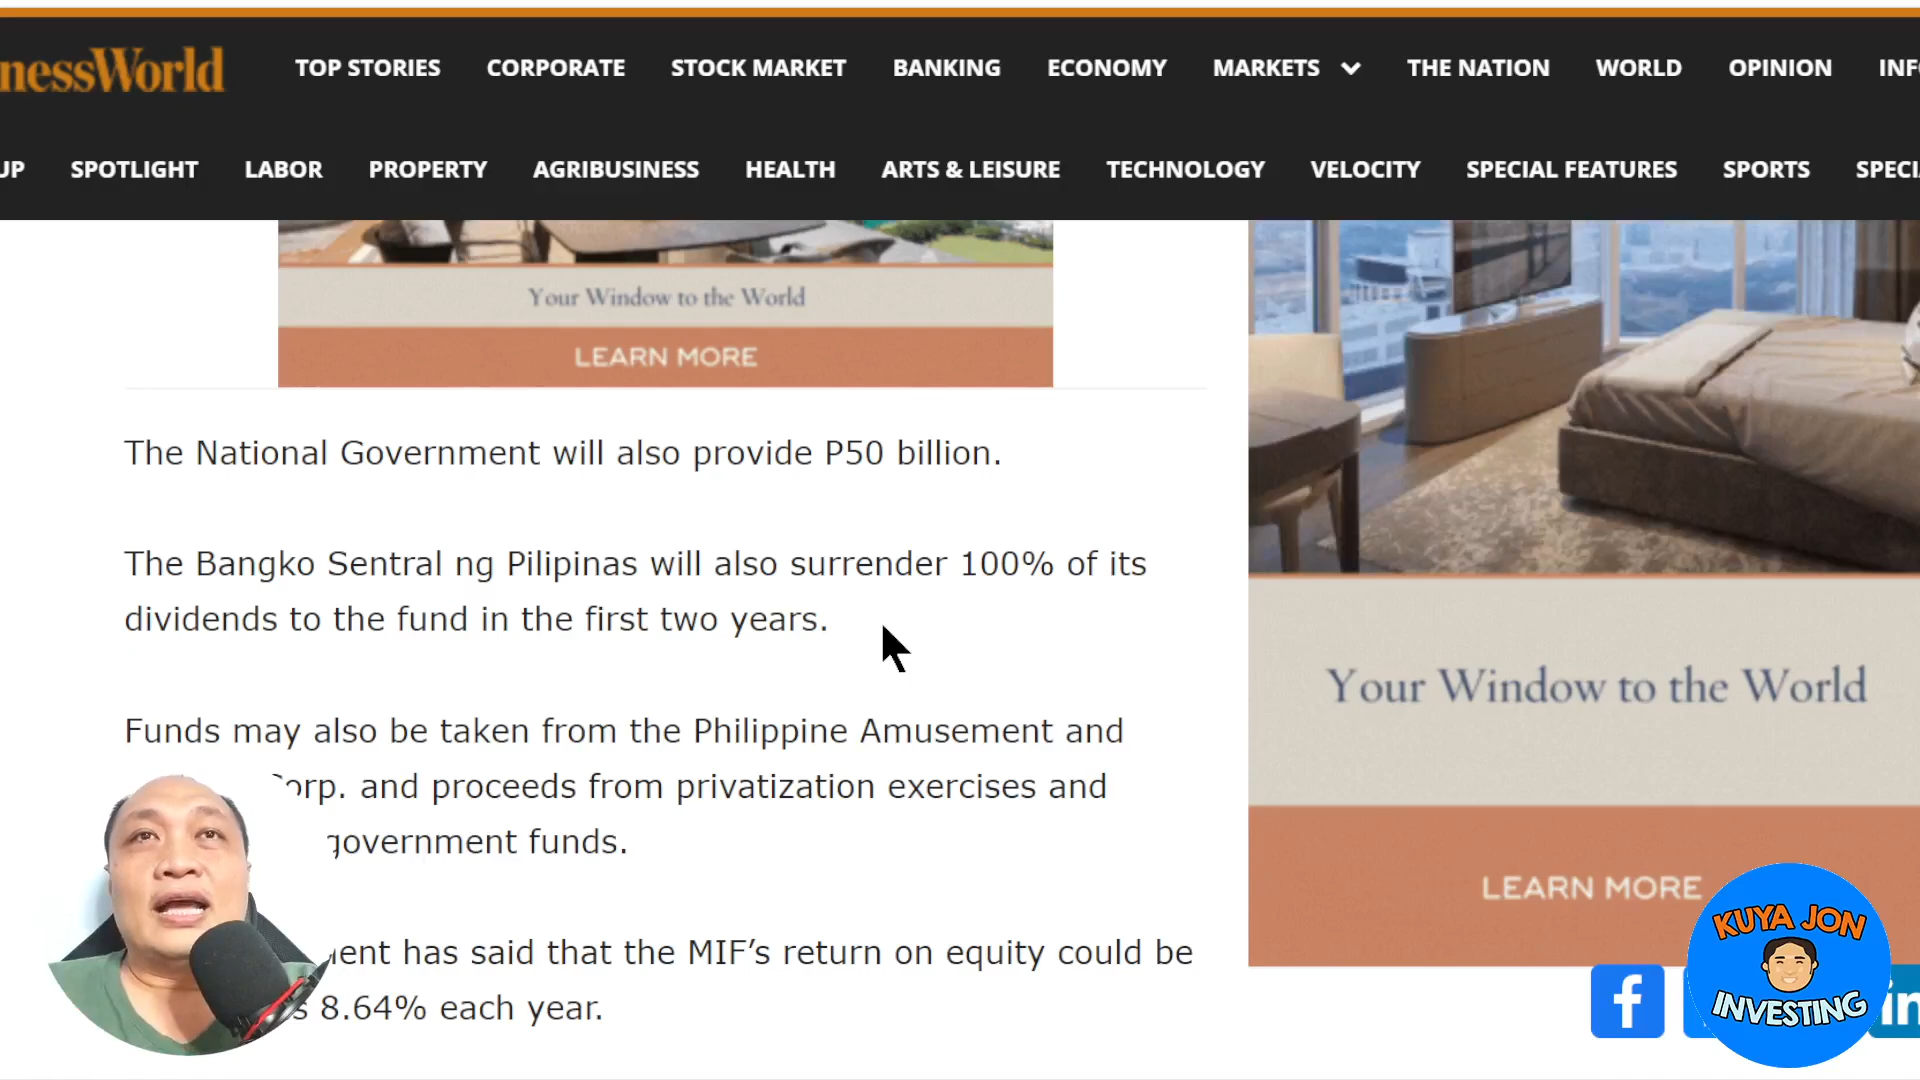 nessWorld
TOP STORIES CORPORATE STOCK MARKET BANKING ECONOMY MARKETS THE NATION WORLD OPINION INF
UP SPOTLIGHT LABOR PROPERTY AGRIBUSINESS HEALTH ARTS & LEISURE TECHNOLOGY VELOCITY SPECIAL FEATURES SPORTS SPECI
Your Window to the World
LEARN MORE
The National Government will also provide P50 billion.
The Bangko Sentral ng Pilipinas will also surrender 100% of its
dividends to the fund in the first two years.
Funds may also be taken from the Philippine Amusement and
Corp. and proceeds from privatization exercises and
government funds.
ent has said that the MIF’s return on equity could be
s 8.64% each year.
Your Window to the World
LEARN MORE
f
in
KUYA JON
INVESTING